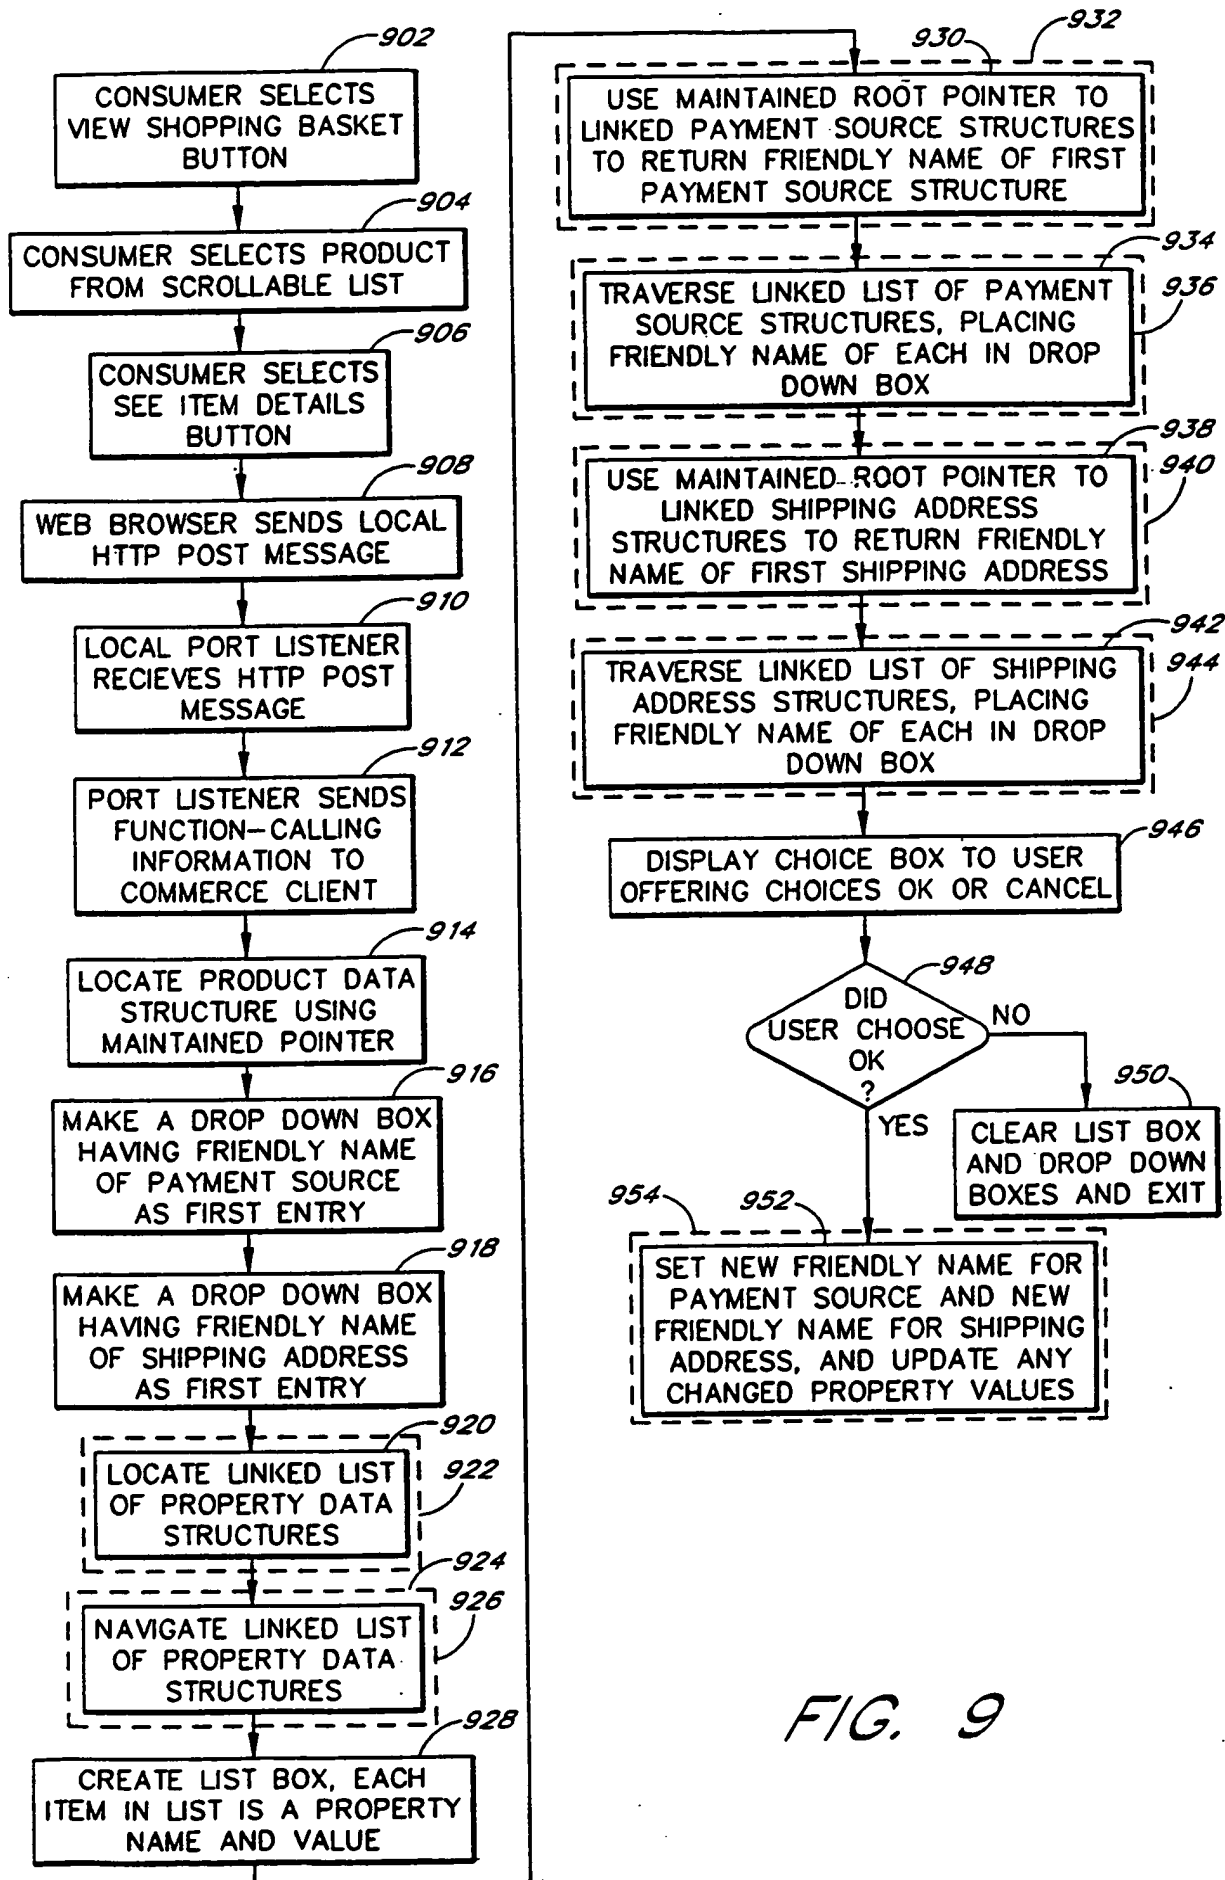 902
CONSUMER SELECTS
VIEW SHOPPING BASKET
BUTTON
904
CONSUMER SELECTS PRODUCT
FROM SCROLLABLE LIST
906
CONSUMER SELECTS
SEE ITEM DETAILS
BUTTON
908
WEB BROWSER SENDS LOCAL
HTTP POST MESSAGE
910
LOCAL PORT LISTENER
RECIEVES HTTP POST
MESSAGE
912
PORT LISTENER SENDS
FUNCTION-CALLING
INFORMATION TO
COMMERCE CLIENT
914
LOCATE PRODUCT DATA
STRUCTURE USING
MAINTAINED POINTER
916
MAKE A DROP DOWN BOX
HAVING FRIENDLY NAME
OF PAYMENT SOURCE
AS FIRST ENTRY
918
MAKE A DROP DOWN BOX
HAVING FRIENDLY NAME
OF SHIPPING ADDRESS
AS FIRST ENTRY
920
922
LOCATE LINKED LIST
OF PROPERTY DATA
STRUCTURES
924
926
NAVIGATE LINKED LIST
OF PROPERTY DATA
STRUCTURES
928
CREATE LIST BOX, EACH
ITEM IN LIST IS A PROPERTY
NAME AND VALUE
930
932
USE MAINTAINED ROOT POINTER TO
LINKED PAYMENT SOURCE STRUCTURES
TO RETURN FRIENDLY NAME OF FIRST
PAYMENT SOURCE STRUCTURE
934
936
TRAVERSE LINKED LIST OF PAYMENT
SOURCE STRUCTURES, PLACING
FRIENDLY NAME OF EACH IN DROP
DOWN BOX
938
940
USE MAINTAINED ROOT POINTER TO
LINKED SHIPPING ADDRESS
STRUCTURES TO RETURN FRIENDLY
NAME OF FIRST SHIPPING ADDRESS
942
944
TRAVERSE LINKED LIST OF SHIPPING
ADDRESS STRUCTURES, PLACING
FRIENDLY NAME OF EACH IN DROP
DOWN BOX
946
DISPLAY CHOICE BOX TO USER
OFFERING CHOICES OK OR CANCEL
948
DID
USER CHOOSE
OK
?
NO
YES
950
CLEAR LIST BOX
AND DROP DOWN
BOXES AND EXIT
954
952
SET NEW FRIENDLY NAME FOR
PAYMENT SOURCE AND NEW
FRIENDLY NAME FOR SHIPPING
ADDRESS, AND UPDATE ANY
CHANGED PROPERTY VALUES
FIG. 9